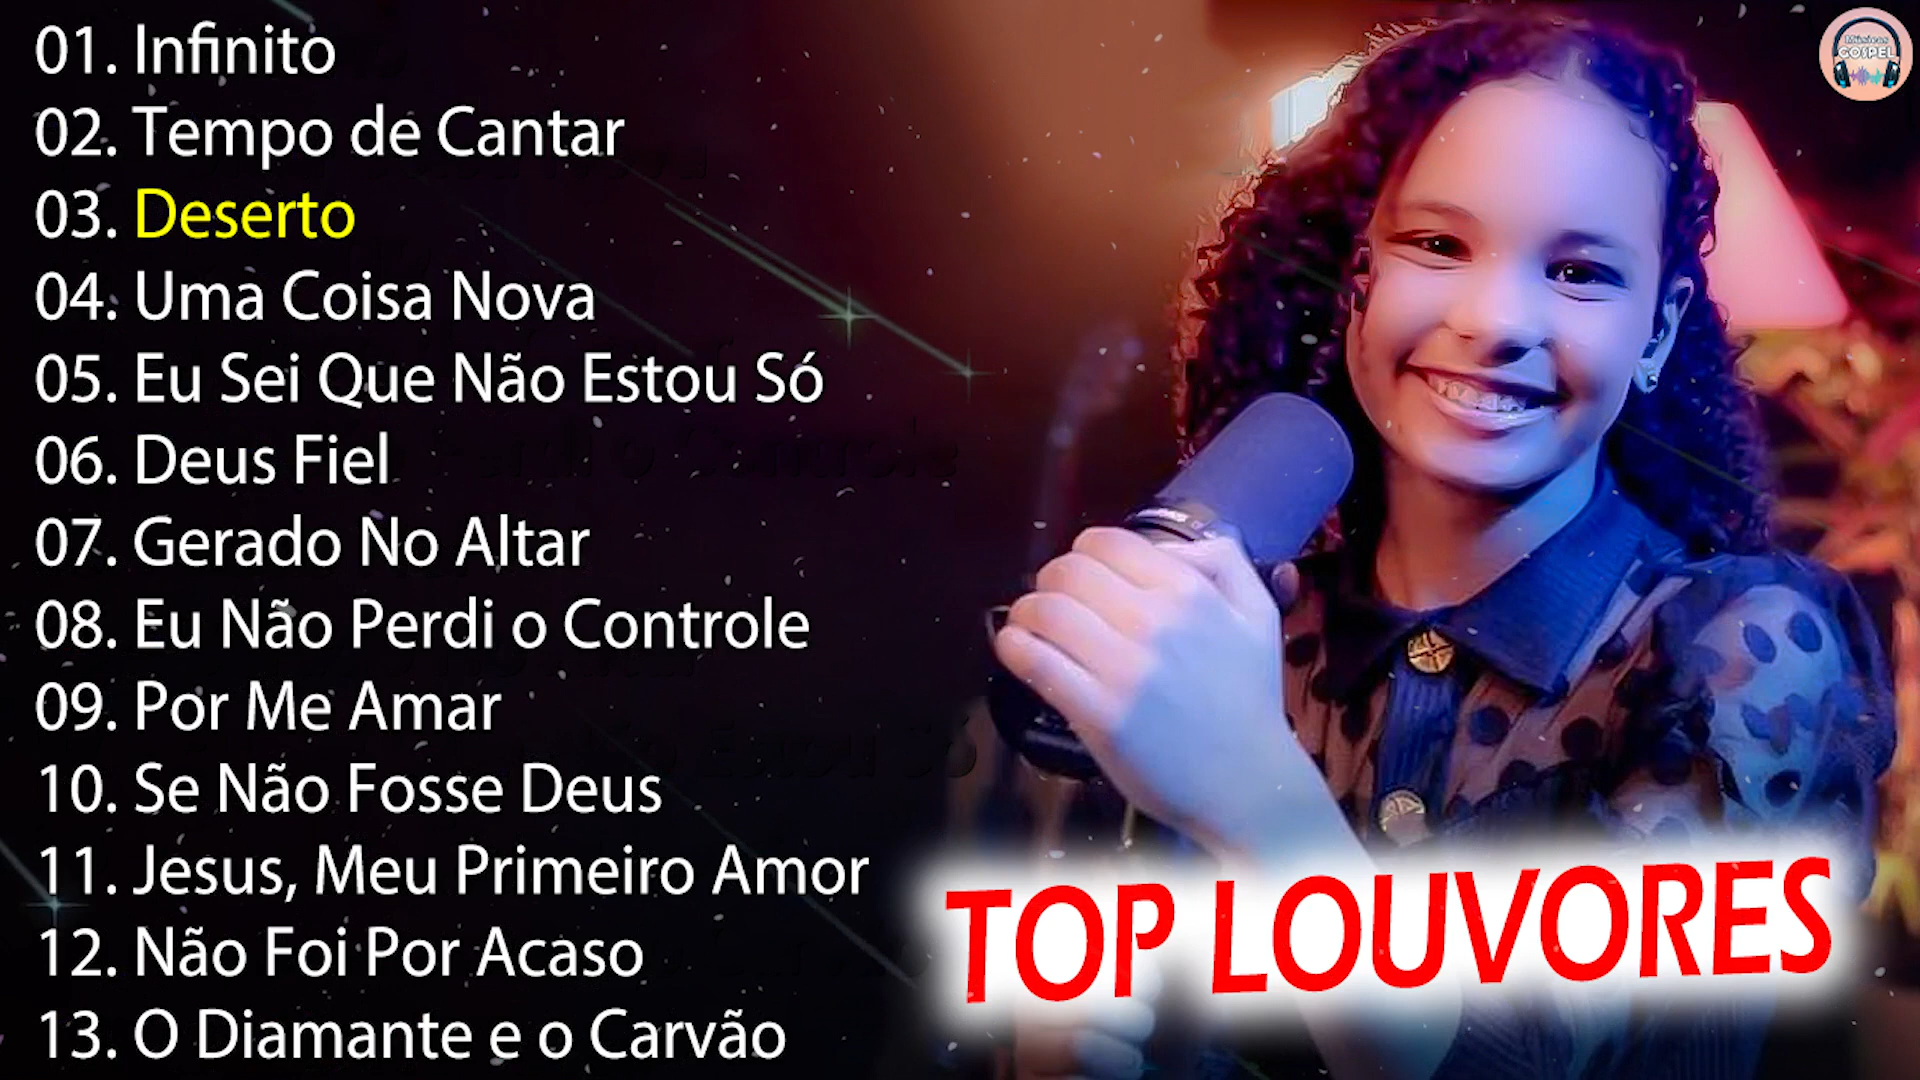 01. Infinito
02. Tempo de Cantar
03. Deserto
04. Uma Coisa Nova
05. Eu Sei Que Não Estou Só
06. Deus Fiel
07. Gerado No Altar
08. Eu Não Perdi o Controle
09. Por Me Amar
10. Se Não Fosse Deus
11. Jesus, Meu Primeiro Amor
12. Não Foi Por Acaso
13. O Diamante e o Carvão
Músicas
GOSPEL
TOP LOUVORES